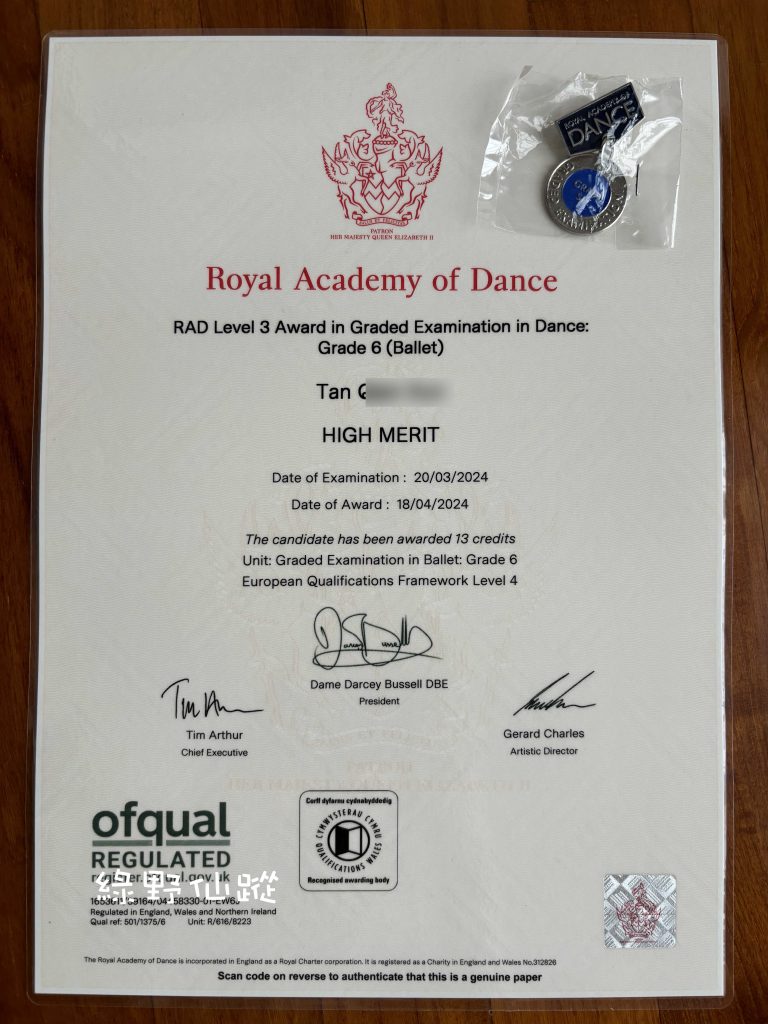 ROYAL ACADEMY OF
DANCE
PATRON
HER MAJESTY QUEEN ELIZABETH II
Royal Academy of Dance
RAD Level 3 Award in Graded Examination in Dance:
Grade 6 (Ballet)
Tan
HIGH MERIT
Date of Examination : 20/03/2024
Date of Award : 18/04/2024
The candidate has been awarded 13 credits
Unit: Graded Examination in Ballet: Grade 6
European Qualifications Framework Level 4
Dame Darcey Bussell DBE
President
Tim Arthur
Chief Executive
Gerard Charles
Artistic Director
ofqual
REGULATED
綠野仙蹤
Regulated in England, Wales and Northern Ireland
Qual ref: 501/1375/6 Unit: R/616/8223
Corff dyfarnu cydnabyddedig
CYMWYSTERAU CYMRU
QUALIFICATIONS WALES
Recognised awarding body
The Royal Academy of Dance is incorporated in England as a Royal Charter corporation. It is registered as a Charity in England and Wales No.312826
Scan code on reverse to authenticate that this is a genuine paper